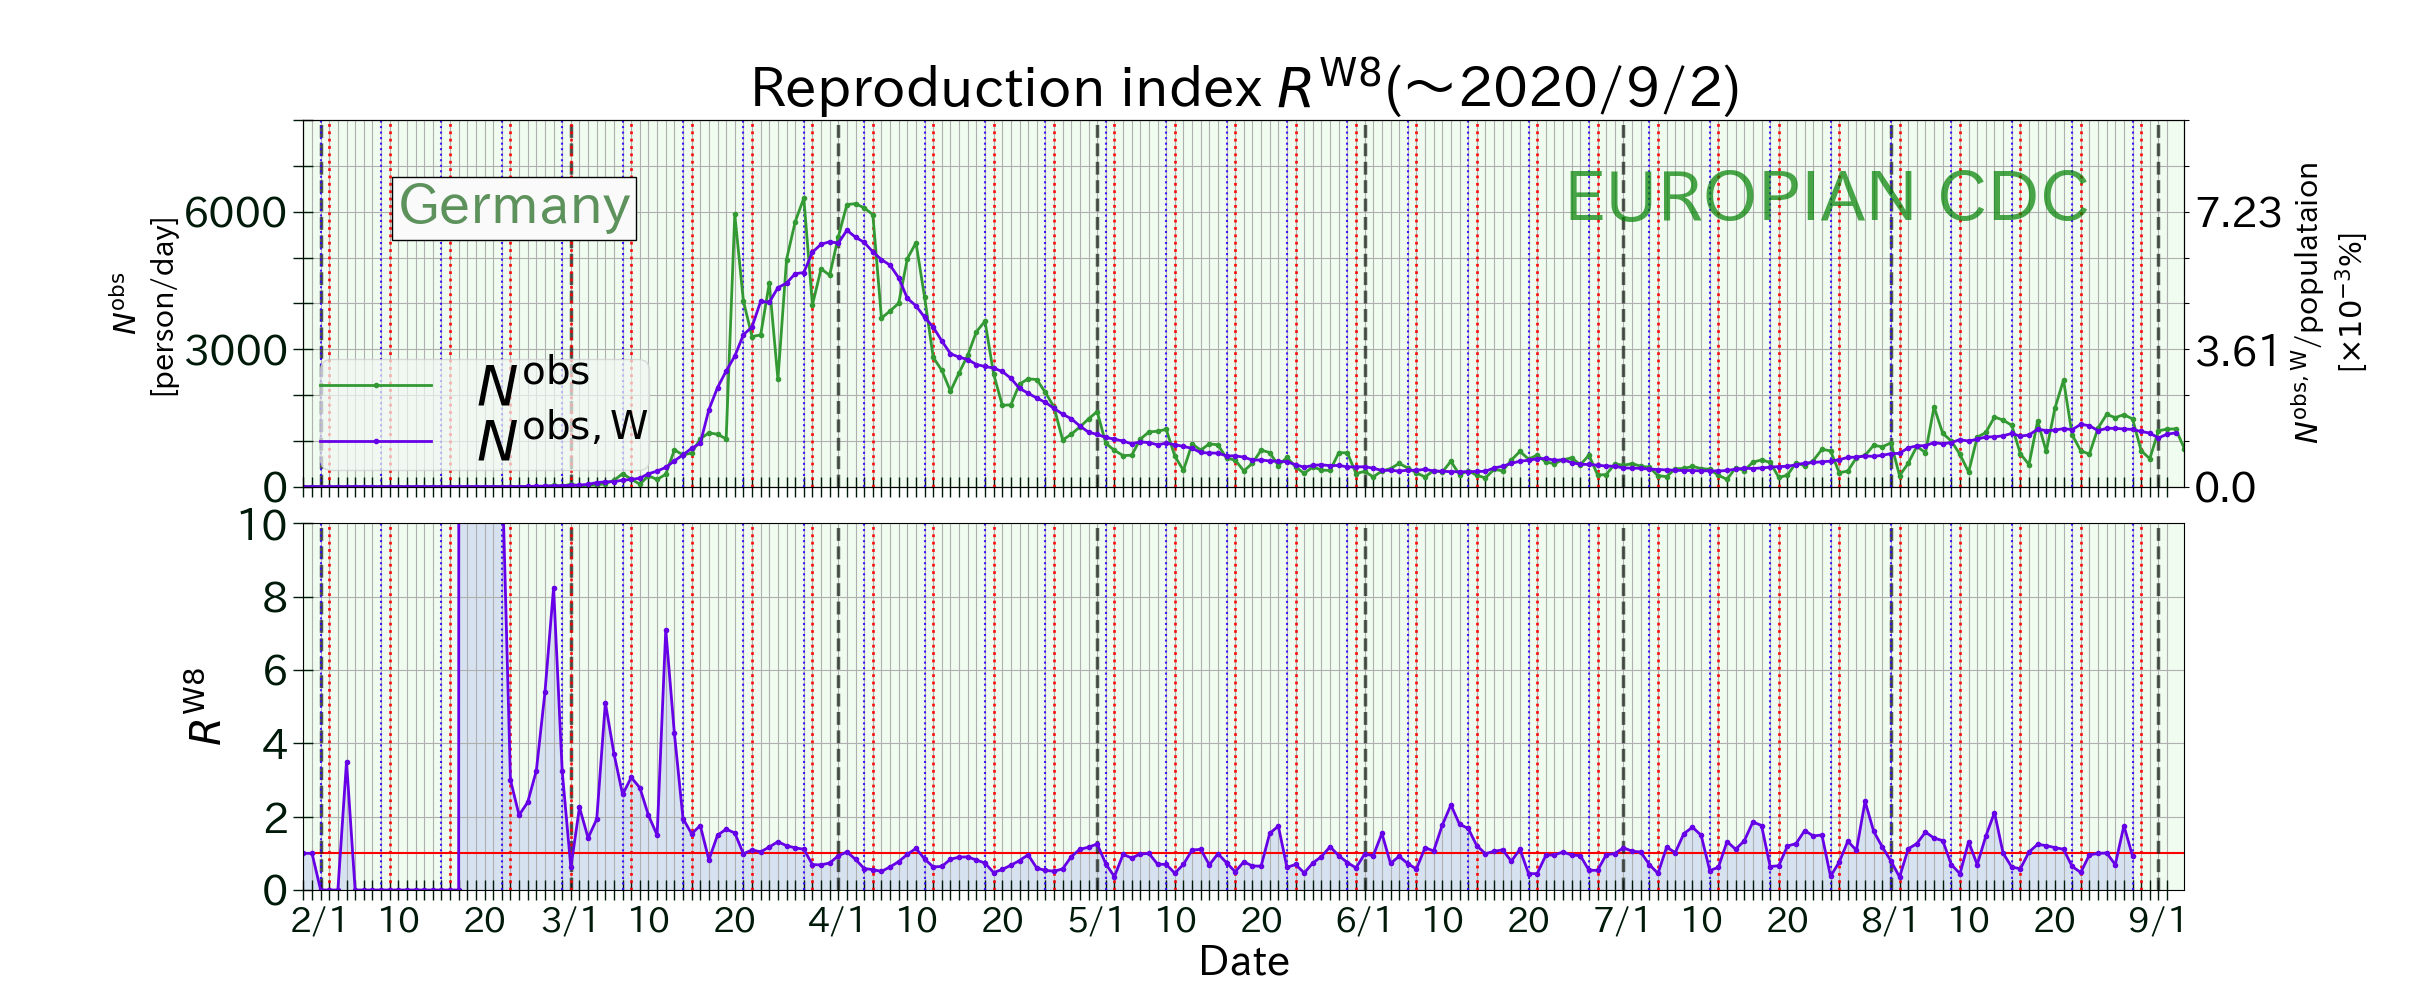 Reproduction index R^W8(～2020/9/2)
Germany
EUROPIAN CDC
N^obs
[person/day]
6000
3000
0
N^obs
N^obs, W
7.23
3.61
0.0
N^obs, W/populataion
[×10^−3%]
R^W8
10
8
6
4
2
0
2/1 10 20 3/1 10 20 4/1 10 20 5/1 10 20 6/1 10 20 7/1 10 20 8/1 10 20 9/1
Date